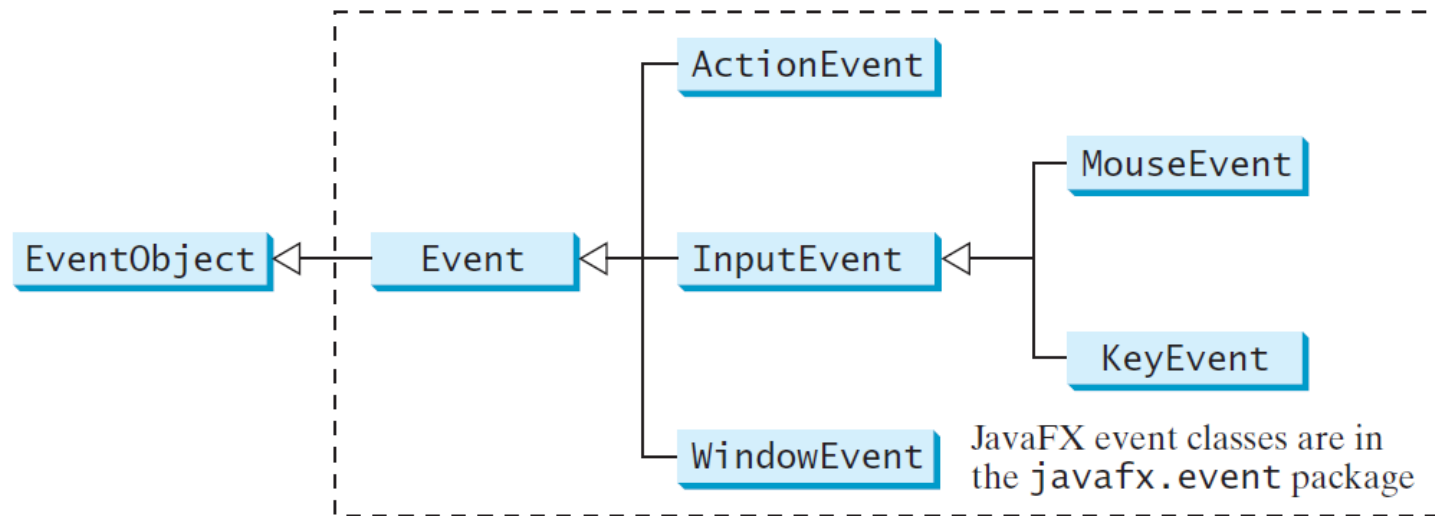 ActionEvent
MouseEvent
EventObject
Event
InputEvent
KeyEvent
WindowEvent
JavaFX event classes are in
the javafx.event package